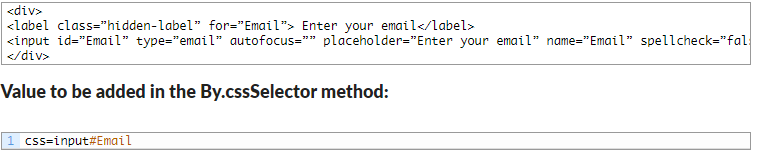 <div>
<label class=”hidden-label” for=”Email”> Enter your email</label>
<input id=”Email” type=”email” autofocus=”” placeholder=”Enter your email” name=”Email” spellcheck=”fal
</div>
Value to be added in the By.cssSelector method:
1 css=input#Email